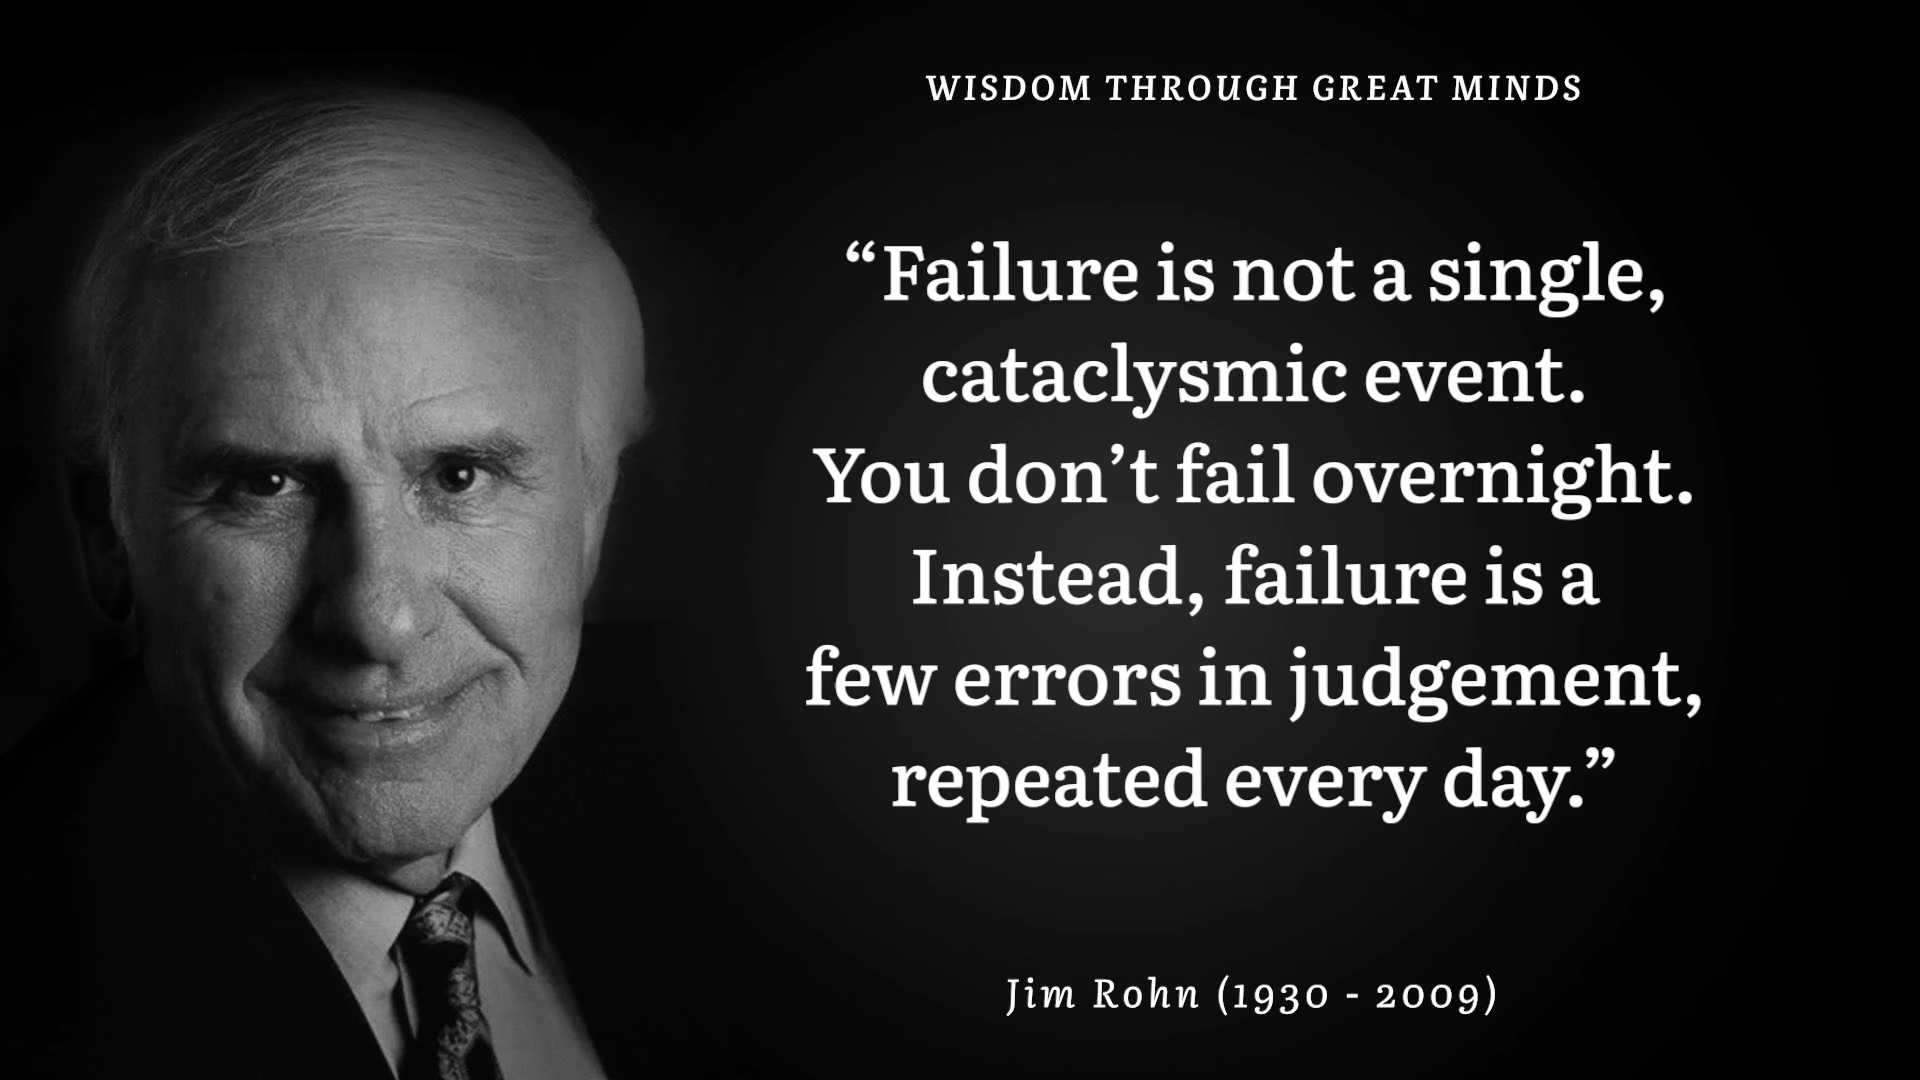 WISDOM THROUGH GREAT MINDS
“Failure is not a single,
cataclysmic event.
You don’t fail overnight.
Instead, failure is a
few errors in judgement,
repeated every day.”
Jim Rohn (1930 - 2009)